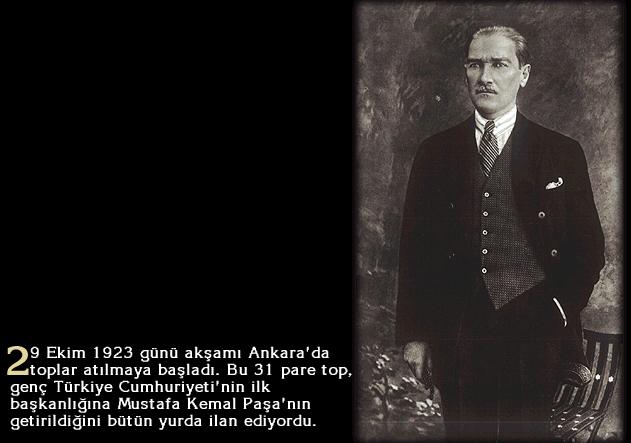 29 Ekim 1923 günü akşamı Ankara'da
toplar atılmaya başladı. Bu 31 pare top,
genç Türkiye Cumhuriyeti'nin ilk
başkanlığına Mustafa Kemal Paşa'nın
getirildiğini bütün yurda ilan ediyordu.